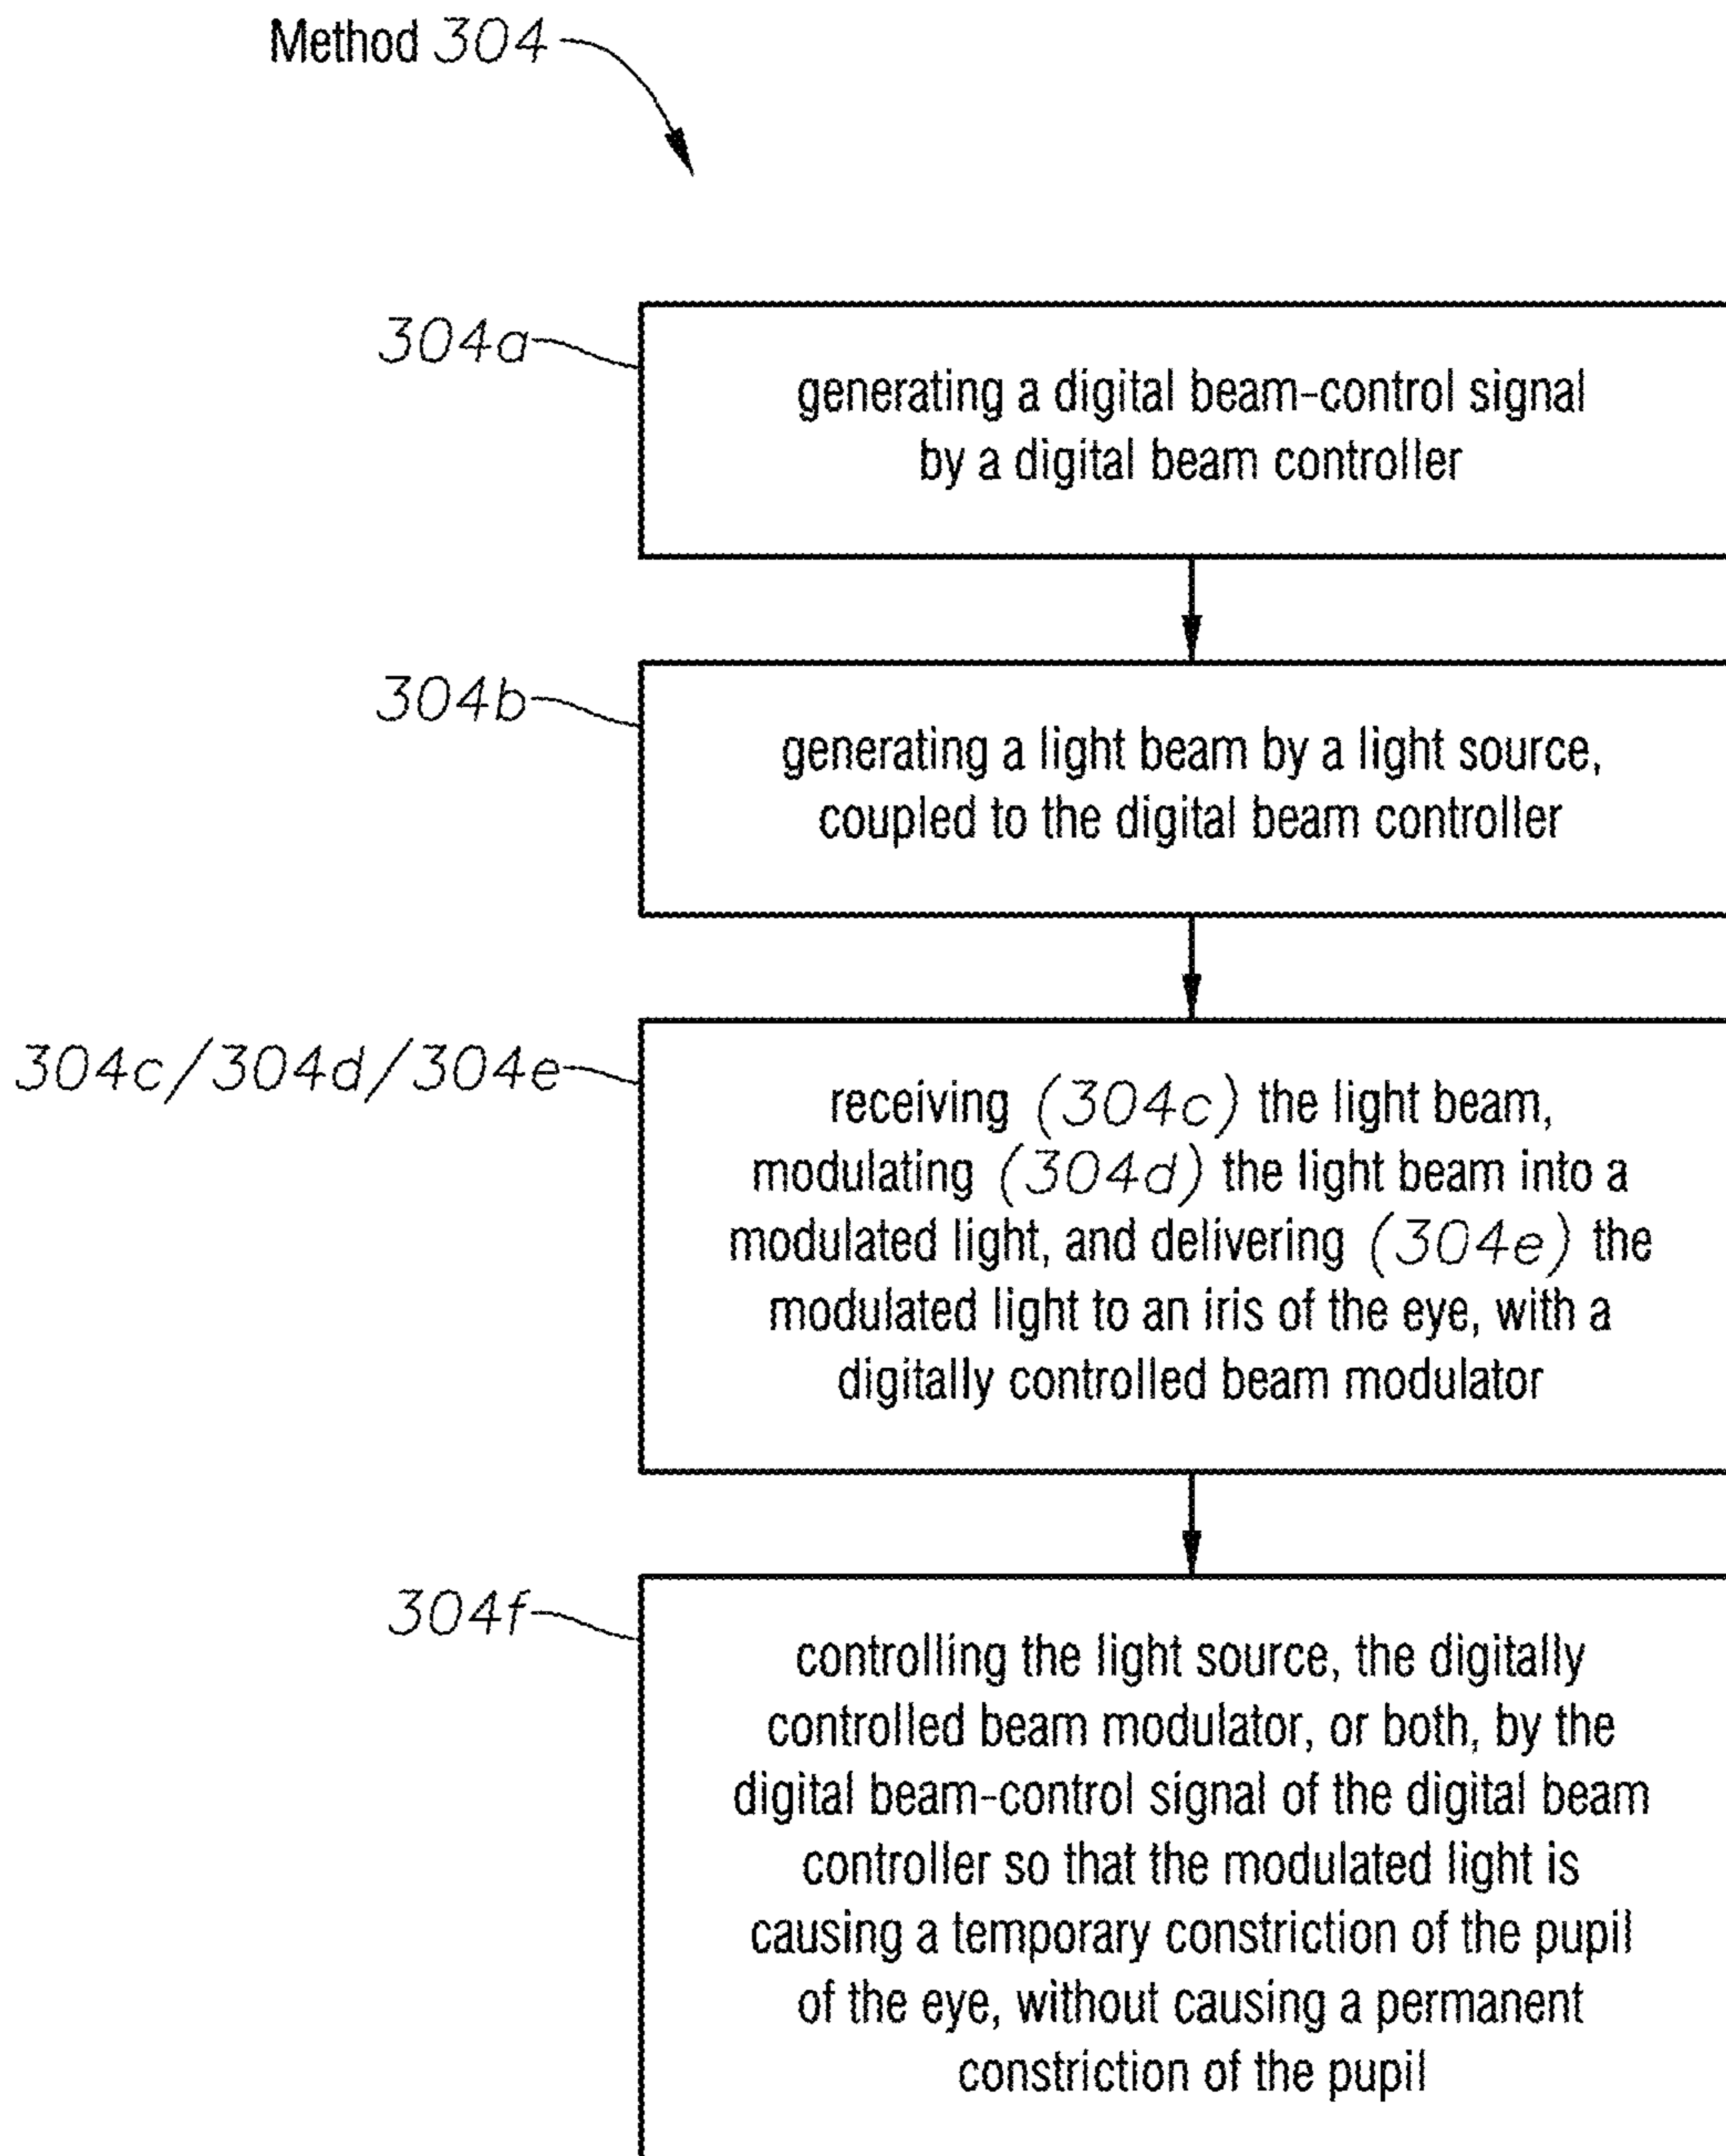 Method 304
304a
generating a digital beam-control signal
by a digital beam controller
304b
generating a light beam by a light source,
coupled to the digital beam controller
304c/304d/304e
receiving (304c) the light beam,
modulating (304d) the light beam into a
modulated light, and delivering (304e) the
modulated light to an iris of the eye, with a
digitally controlled beam modulator
304f
controlling the light source, the digitally
controlled beam modulator, or both, by the
digital beam-control signal of the digital beam
controller so that the modulated light is
causing a temporary constriction of the pupil
of the eye, without causing a permanent
constriction of the pupil